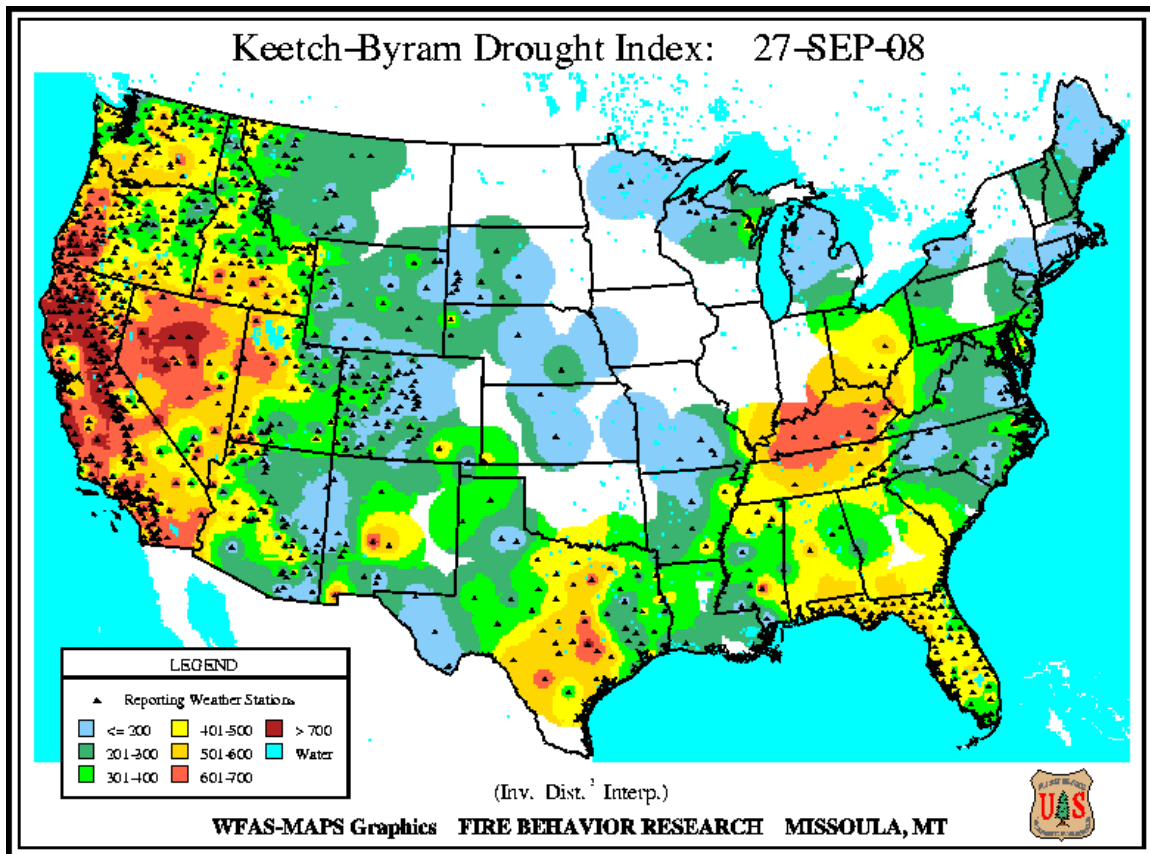 Keetch-Byram Drought Index: 27-SEP-08
LEGEND
Reporting Weather Stations
<= 200
401-500
> 700
201-300
501-600
Water
301-400
601-700
(Inv. Dist.² Interp.)
WFAS-MAPS Graphics FIRE BEHAVIOR RESEARCH MISSOULA, MT
U S